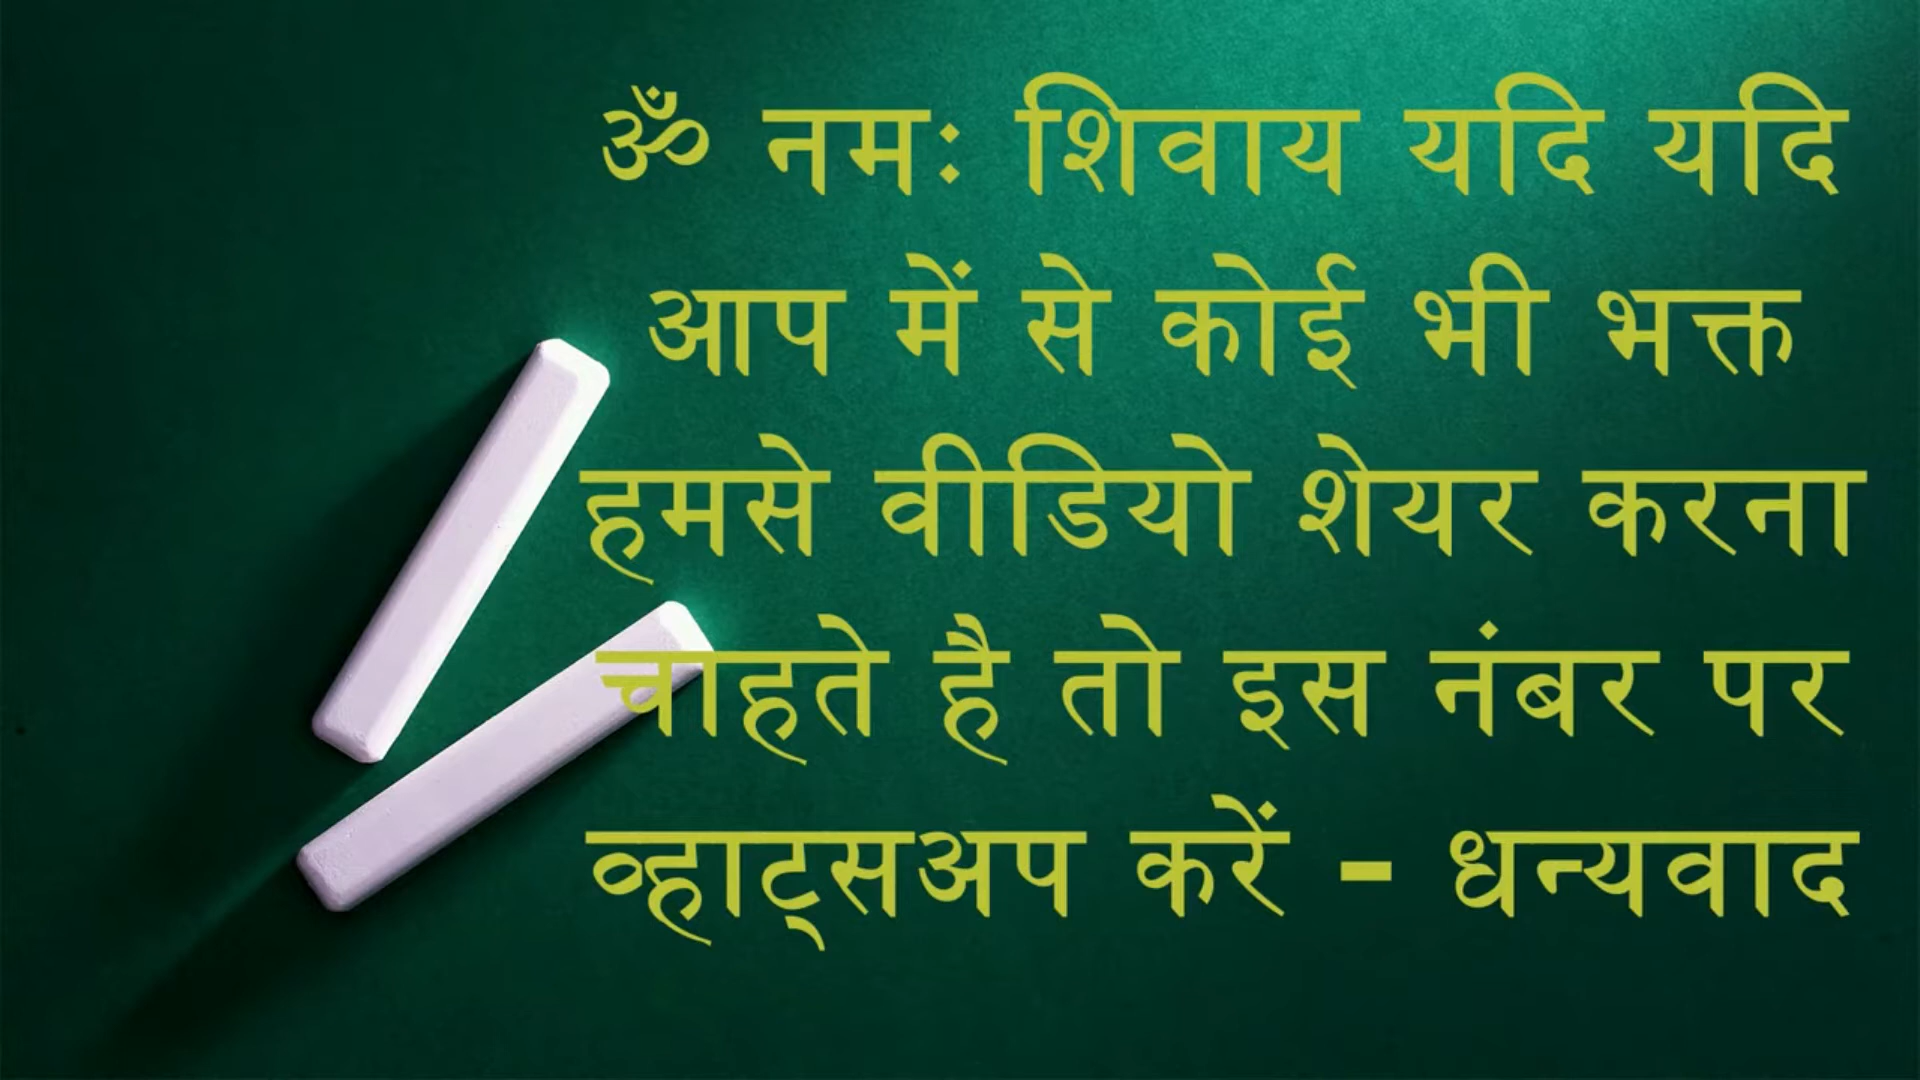 ॐ नमः शिवाय यदि यदि
आप में से कोई भी भक्त
हमसे वीडियो शेयर करना
चाहते है तो इस नंबर पर
व्हाट्सअप करें - धन्यवाद